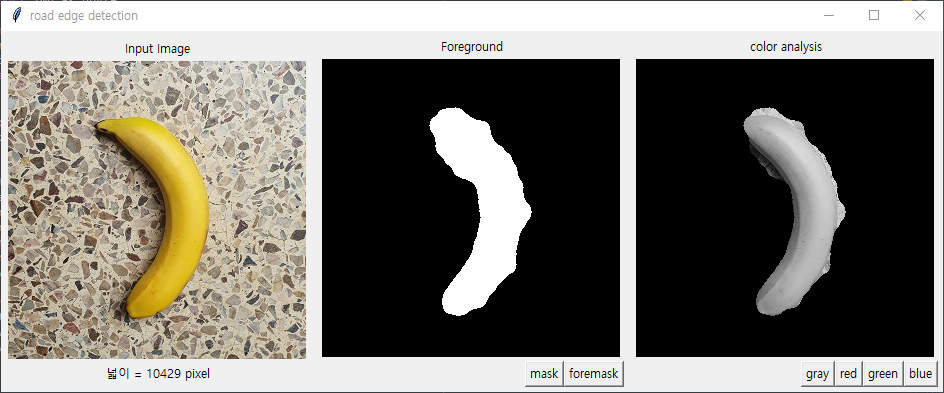 road edge detection
Input Image
Foreground
color analysis
넓이 = 10429 pixel
mask foremask
gray red green blue